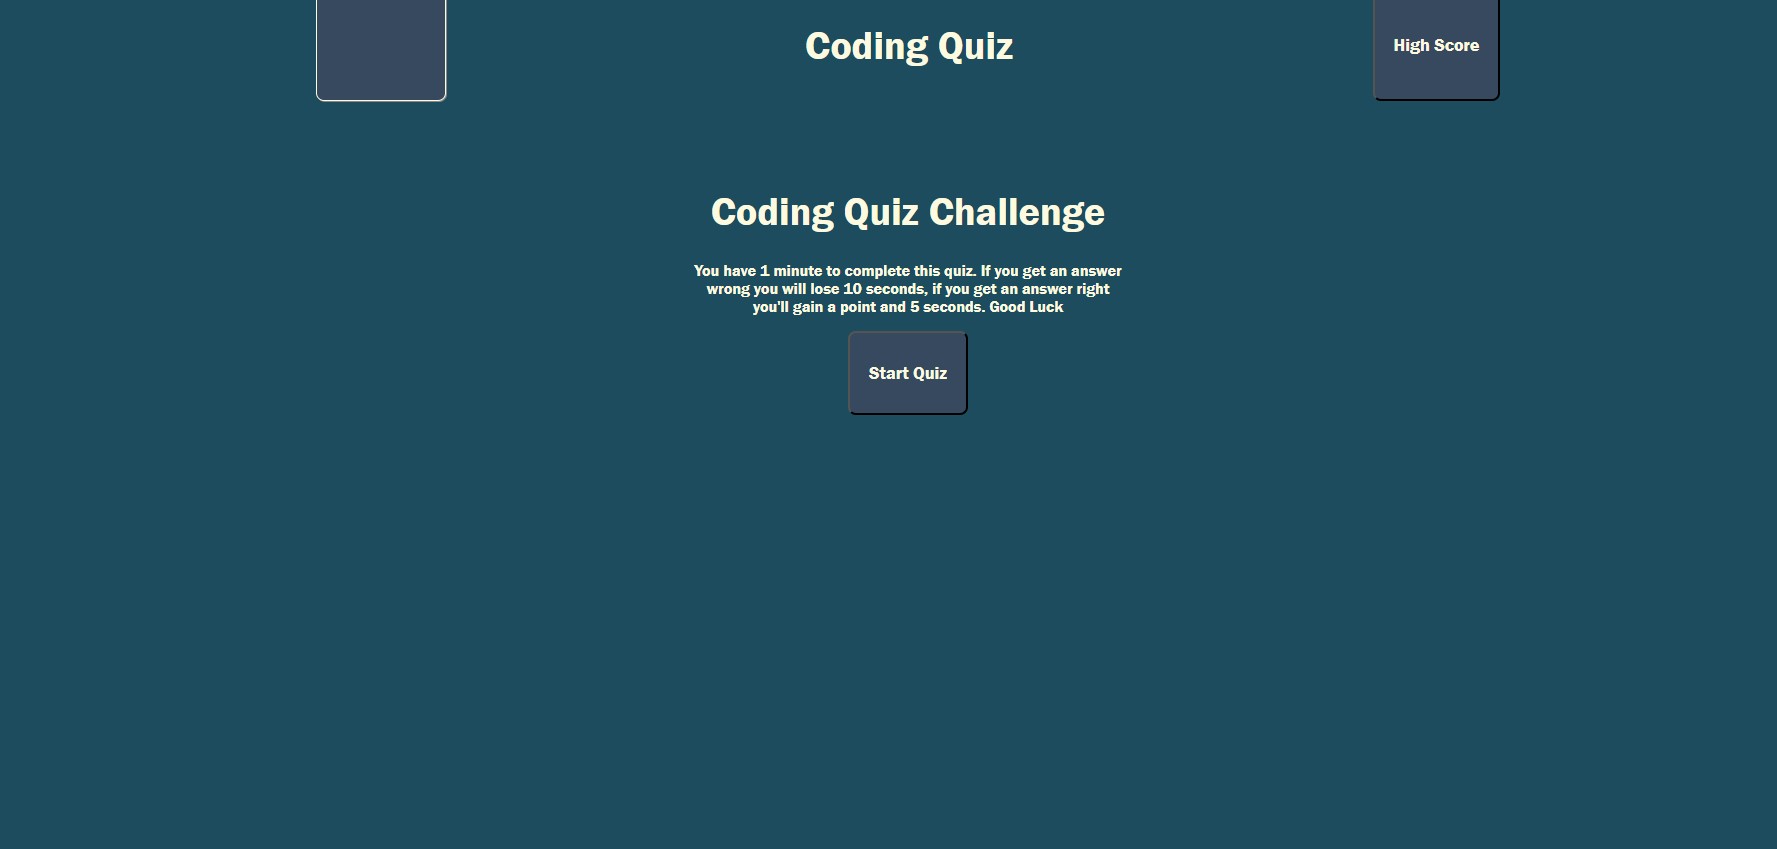 Coding Quiz
High Score
Coding Quiz Challenge
You have 1 minute to complete this quiz. If you get an answer
wrong you will lose 10 seconds, if you get an answer right
you'll gain a point and 5 seconds. Good Luck
Start Quiz